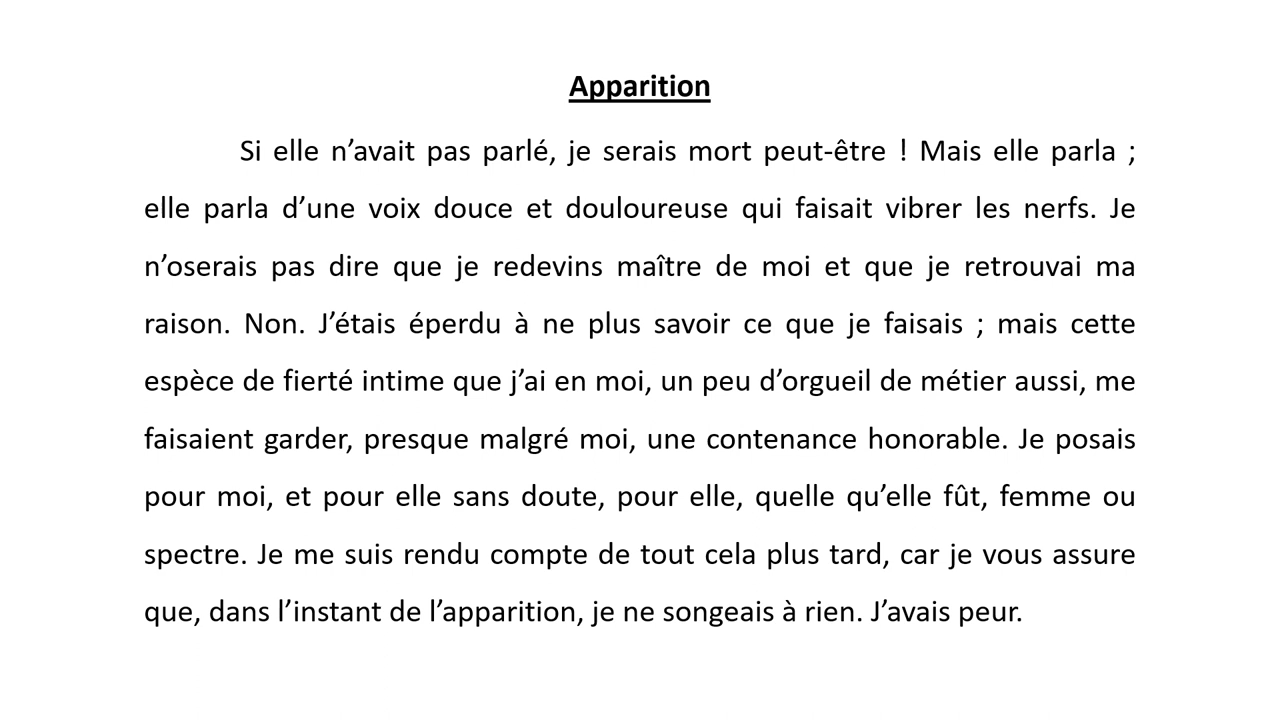 Apparition
Si elle n’avait pas parlé, je serais mort peut-être ! Mais elle parla ;
elle parla d’une voix douce et douloureuse qui faisait vibrer les nerfs. Je
n’oserais pas dire que je redevins maître de moi et que je retrouvai ma
raison. Non. J’étais éperdu à ne plus savoir ce que je faisais ; mais cette
espèce de fierté intime que j’ai en moi, un peu d’orgueil de métier aussi, me
faisaient garder, presque malgré moi, une contenance honorable. Je posais
pour moi, et pour elle sans doute, pour elle, quelle qu’elle fût, femme ou
spectre. Je me suis rendu compte de tout cela plus tard, car je vous assure
que, dans l’instant de l’apparition, je ne songeais à rien. J’avais peur.